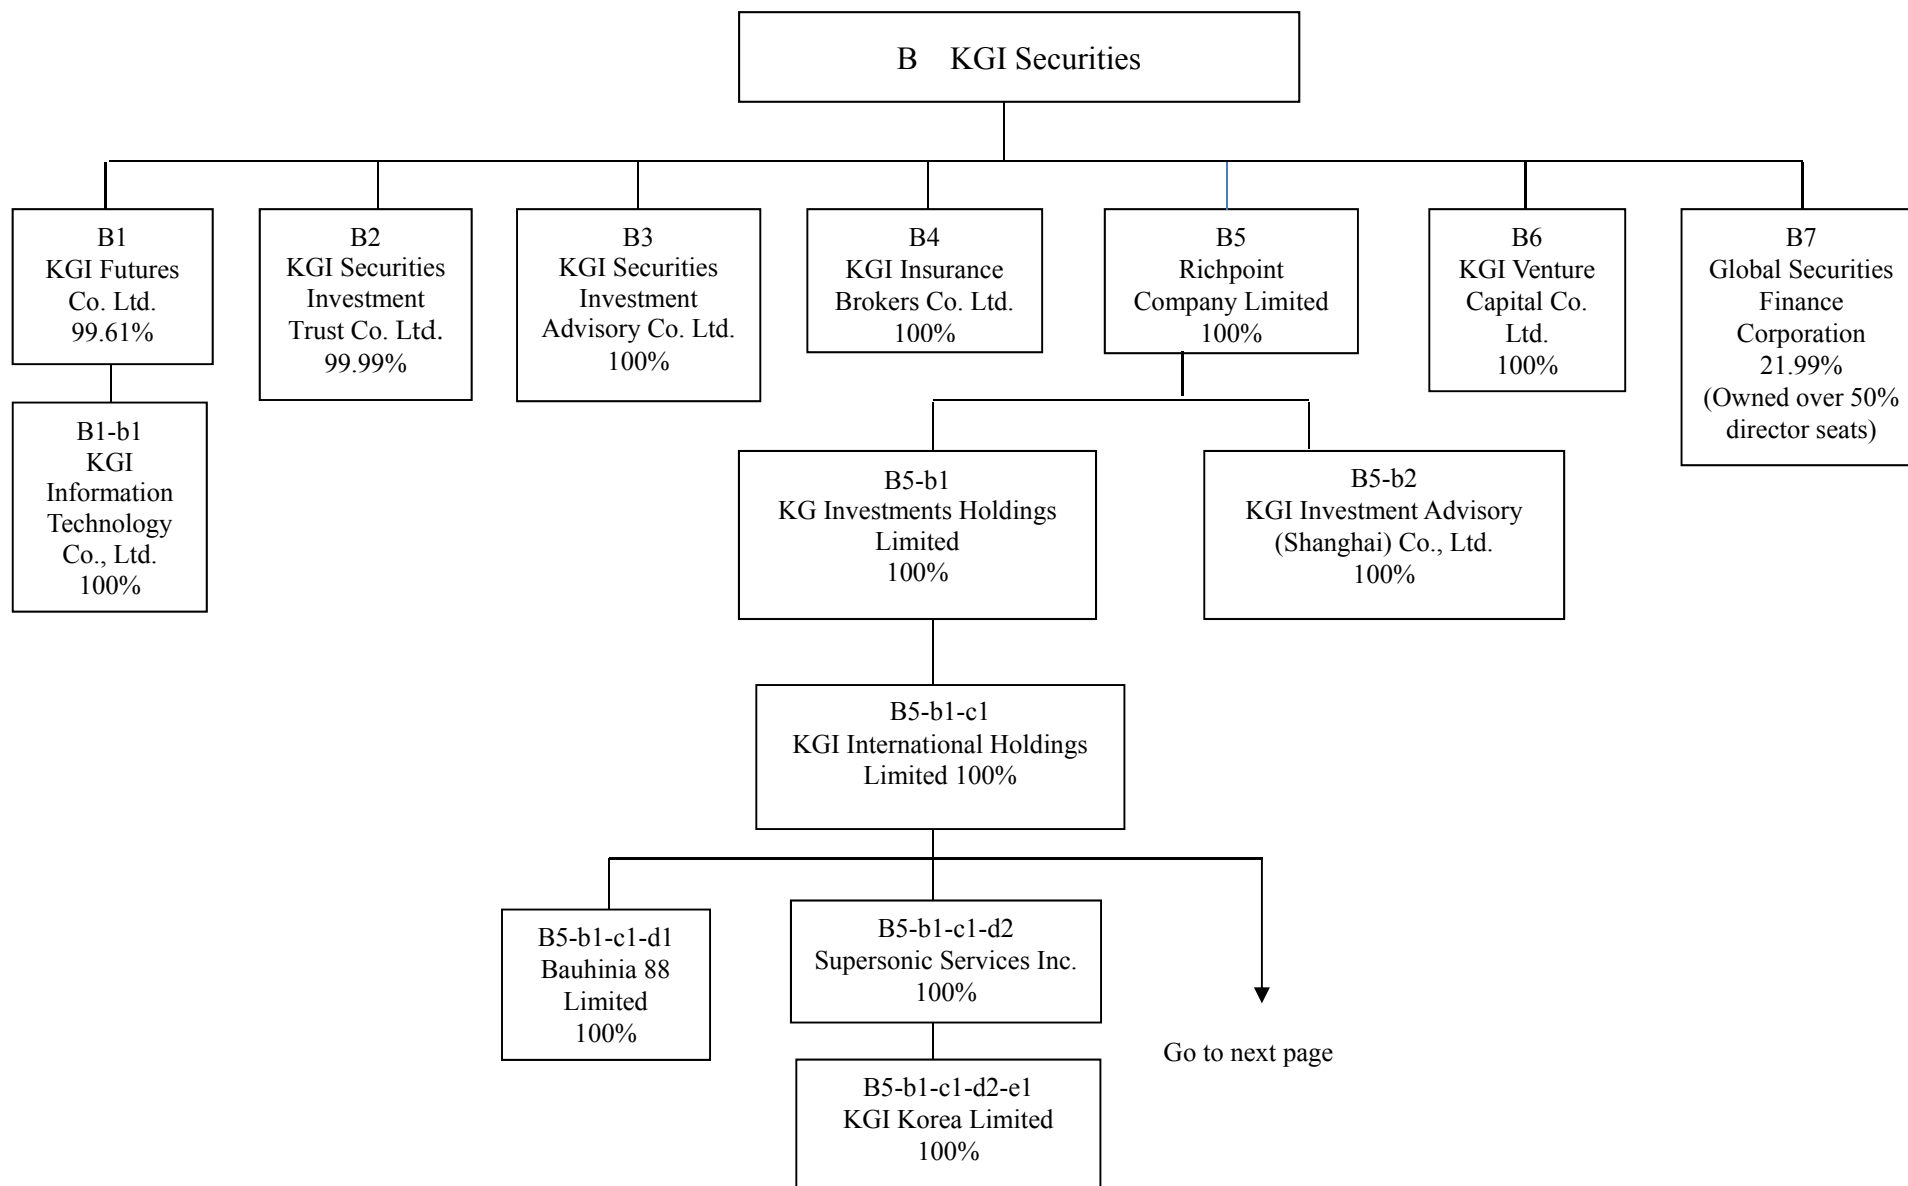 B KGI Securities
B1
KGI Futures
Co. Ltd.
99.61%
B2
KGI Securities
Investment
Trust Co. Ltd.
99.99%
B3
KGI Securities
Investment
Advisory Co. Ltd.
100%
B4
KGI Insurance
Brokers Co. Ltd.
100%
B5
Richpoint
Company Limited
100%
B6
KGI Venture
Capital Co.
Ltd.
100%
B7
Global Securities
Finance
Corporation
21.99%
(Owned over 50%
director seats)
B1-b1
KGI
Information
Technology
Co., Ltd.
100%
B5-b1
KG Investments Holdings
Limited
100%
B5-b2
KGI Investment Advisory
(Shanghai) Co., Ltd.
100%
B5-b1-c1
KGI International Holdings
Limited 100%
B5-b1-c1-d1
Bauhinia 88
Limited
100%
B5-b1-c1-d2
Supersonic Services Inc.
100%
Go to next page
B5-b1-c1-d2-e1
KGI Korea Limited
100%